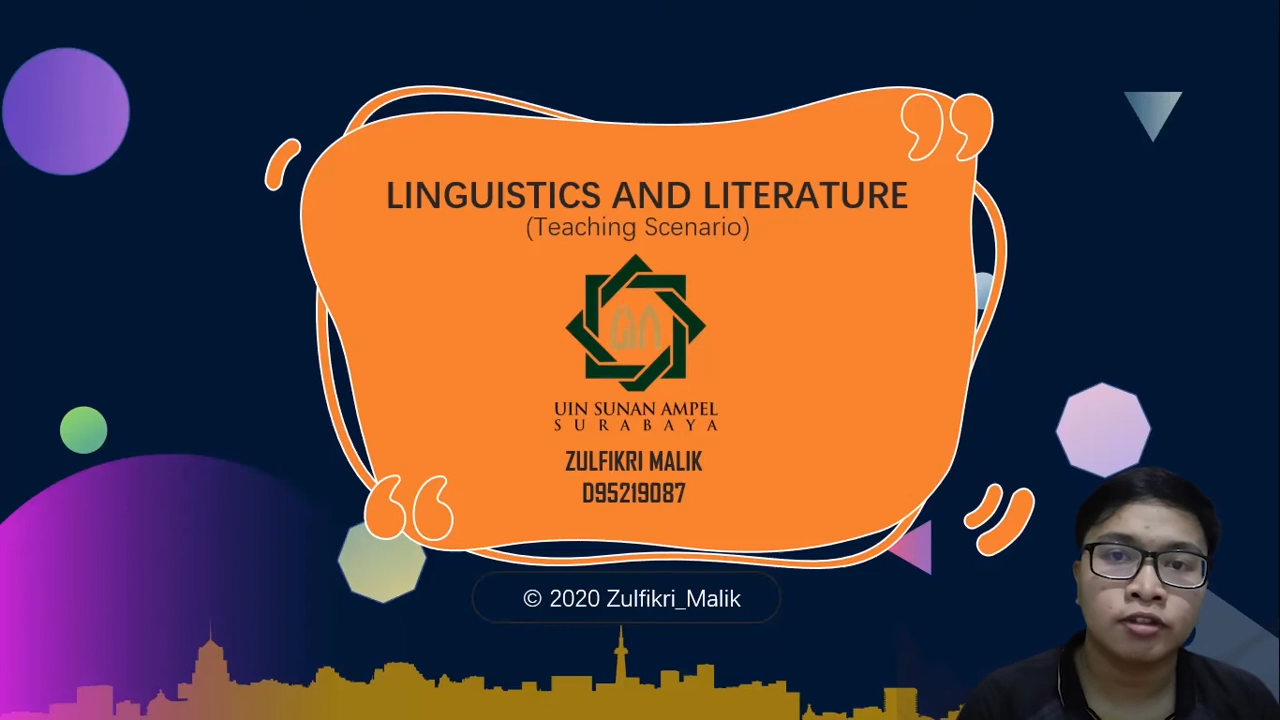 LINGUISTICS AND LITERATURE
(Teaching Scenario)
UIN SUNAN AMPEL
SURABAYA
ZULFIKRI MALIK
D95219087
© 2020 Zulfikri_Malik